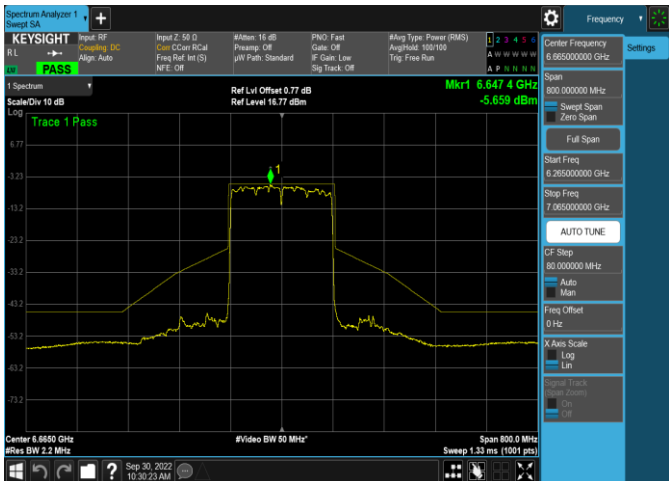 Spectrum Analyzer 1
Swept SA
Frequency
KEYSIGHT
RL
LV
PASS
Input: RF
Coupling: DC
Align: Auto
Input Z: 50 Ω
Corr CCorr RCal
Freq Ref: Int (S)
NFE: Off
#Atten: 16 dB
Preamp: Off
µW Path: Standard
PNO: Fast
Gate: Off
IF Gain: Low
Sig Track: Off
#Avg Type: Power (RMS)
Avg|Hold: 100/100
Trig: Free Run
1 2 3 4 5 6
A W W W W W
A P N N N N
1 Spectrum
Scale/Div 10 dB
Log
Ref Lvl Offset 0.77 dB
Ref Level 16.77 dBm
Mkr1 6.647 4 GHz
-5.659 dBm
Trace 1 Pass
1
6.77
-3.23
-13.2
-23.2
-33.2
-43.2
-53.2
-63.2
-73.2
Center 6.6650 GHz
#Res BW 2.2 MHz
#Video BW 50 MHz*
Span 800.0 MHz
Sweep 1.33 ms (1001 pts)
Sep 30, 2022
10:30:23 AM
Center Frequency
6.665000000 GHz
Settings
Span
800.000000 MHz
Swept Span
Zero Span
Full Span
Start Freq
6.265000000 GHz
Stop Freq
7.065000000 GHz
AUTO TUNE
CF Step
80.000000 MHz
Auto
Man
Freq Offset
0 Hz
X Axis Scale
Log
Lin
Signal Track
(Span Zoom)
On
Off